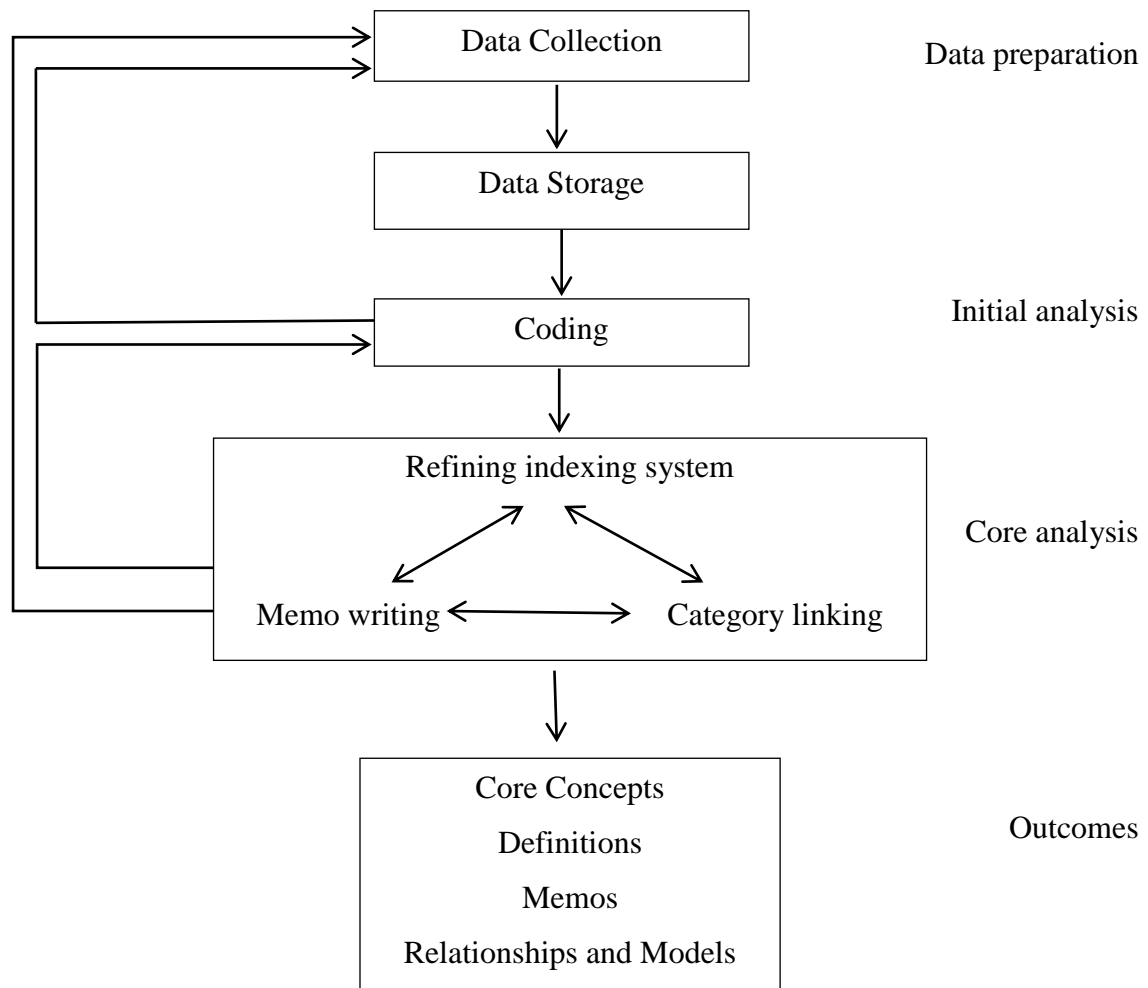 Data Collection
Data preparation
Data Storage
Initial analysis
Coding
Refining indexing system
Core analysis
Memo writing
Category linking
Core Concepts
Definitions
Outcomes
Memos
Relationships and Models